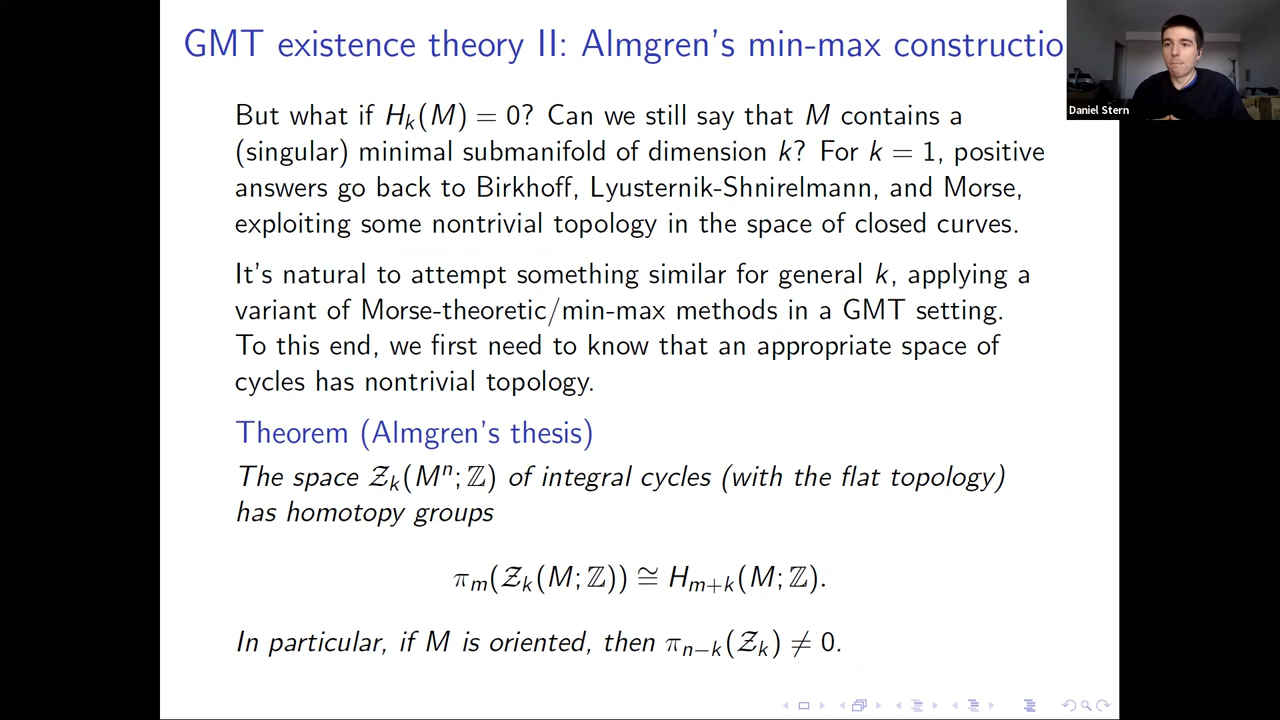 GMT existence theory II: Almgren's min-max constructio
Daniel Stern
But what if H_k(M) = 0? Can we still say that M contains a
(singular) minimal submanifold of dimension k? For k = 1, positive
answers go back to Birkhoff, Lyusternik-Shnirelmann, and Morse,
exploiting some nontrivial topology in the space of closed curves.
It's natural to attempt something similar for general k, applying a
variant of Morse-theoretic/min-max methods in a GMT setting.
To this end, we first need to know that an appropriate space of
cycles has nontrivial topology.
Theorem (Almgren's thesis)
The space 𝒵_k(M^n; ℤ) of integral cycles (with the flat topology)
has homotopy groups
π_m(𝒵_k(M; ℤ)) ≅ H_{m+k}(M; ℤ).
In particular, if M is oriented, then π_{n−k}(𝒵_k) ≠ 0.